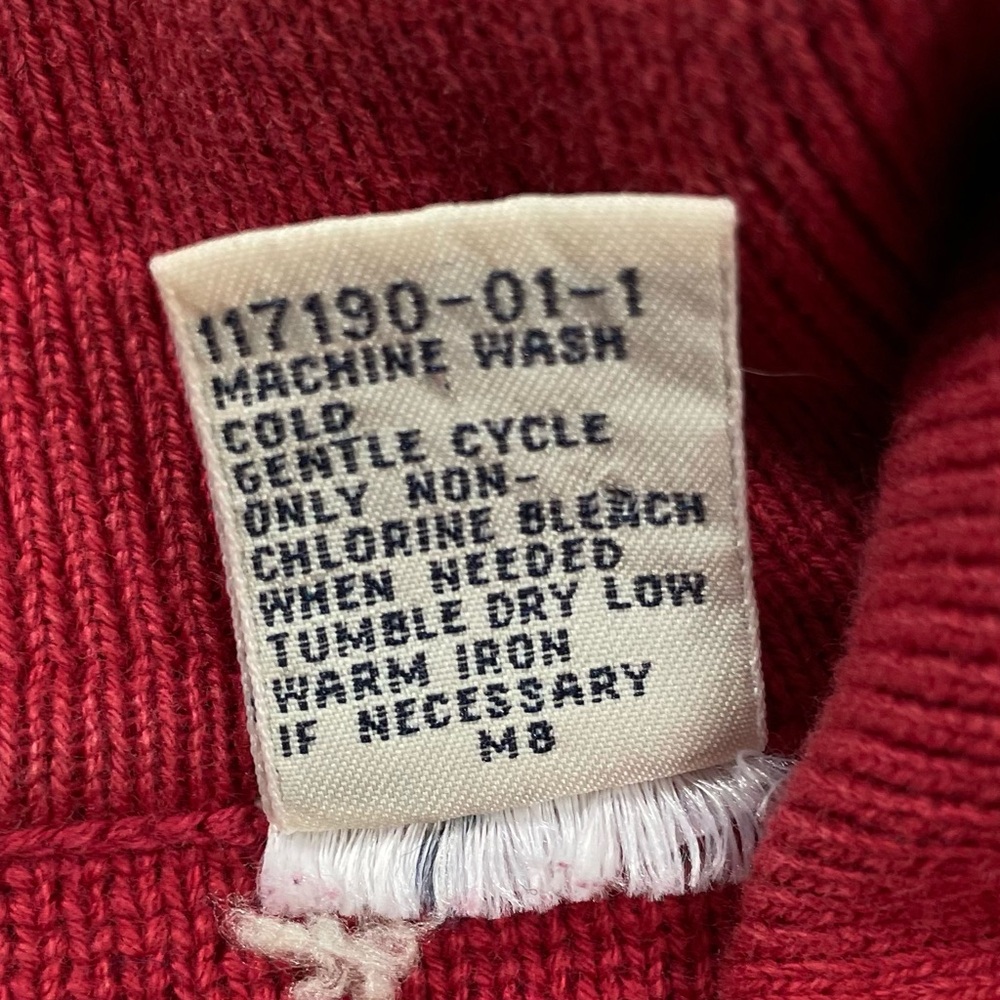 117190-01-1
MACHINE WASH
COLD
GENTLE CYCLE
ONLY NON-
CHLORINE BLEACH
WHEN NEEDED
TUMBLE DRY LOW
WARM IRON
IF NECESSARY
M8